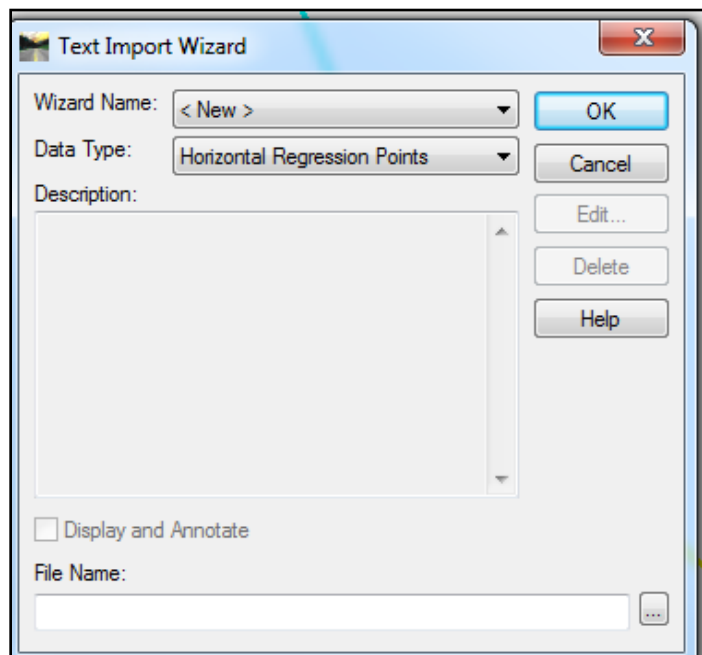 Text Import Wizard
Wizard Name: < New > OK
Data Type: Horizontal Regression Points Cancel
Description:
Edit...
Delete
Help
Display and Annotate
File Name:
...